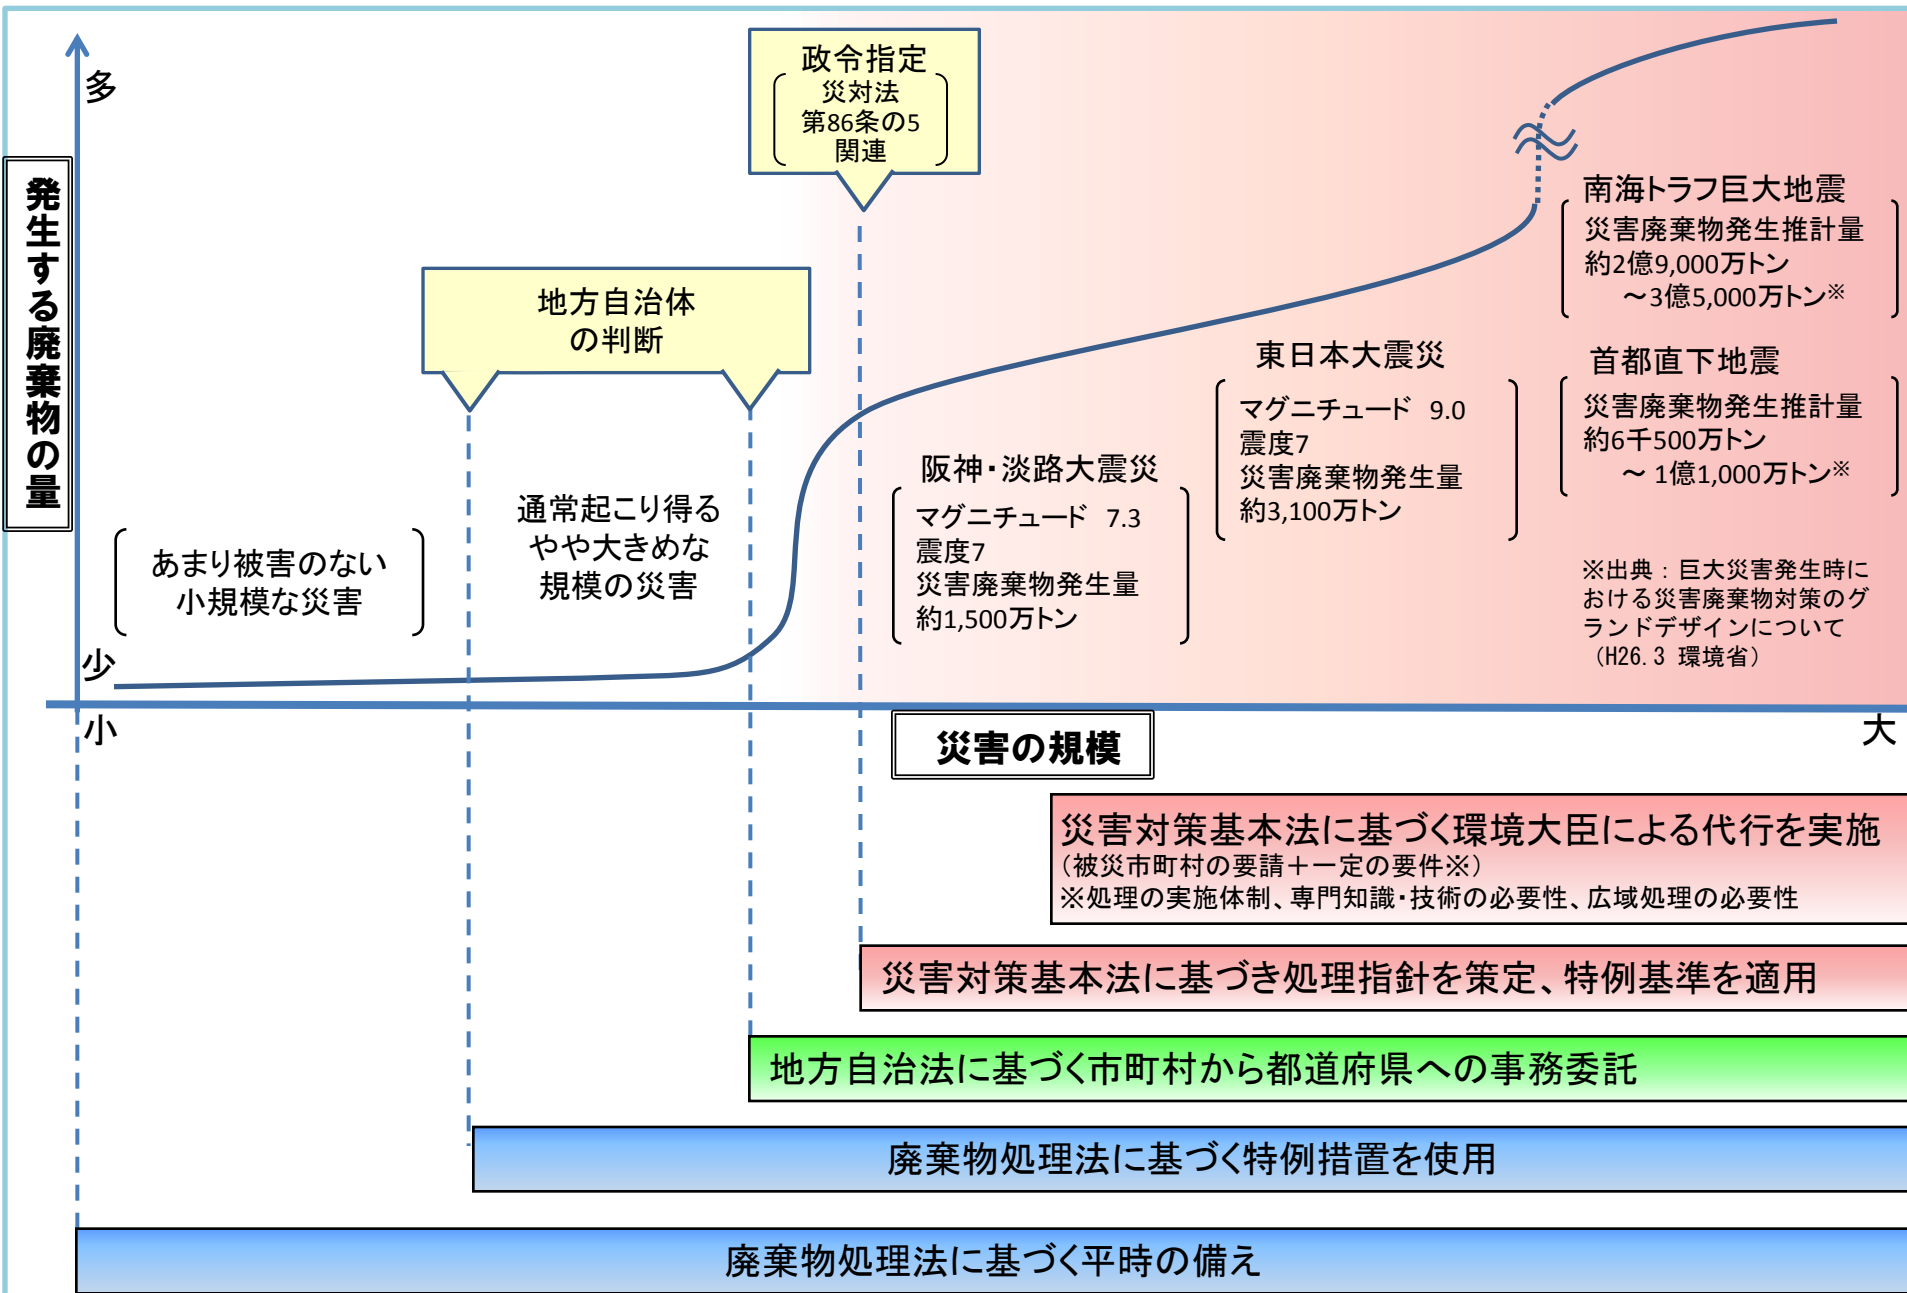 多
発生する廃棄物の量
少
小
政令指定
災対法
第86条の5
関連
地方自治体
の判断
あまり被害のない
小規模な災害
通常起こり得る
やや大きめな
規模の災害
阪神・淡路大震災
マグニチュード 7.3
震度7
災害廃棄物発生量
約1,500万トン
東日本大震災
マグニチュード 9.0
震度7
災害廃棄物発生量
約3,100万トン
南海トラフ巨大地震
災害廃棄物発生推計量
約2億9,000万トン
～3億5,000万トン※
首都直下地震
災害廃棄物発生推計量
約6千500万トン
～ 1億1,000万トン※
※出典：巨大災害発生時に
おける災害廃棄物対策のグ
ランドデザインについて
（H26.3 環境省）
災害の規模
大
災害対策基本法に基づく環境大臣による代行を実施
（被災市町村の要請＋一定の要件※）
※処理の実施体制、専門知識・技術の必要性、広域処理の必要性
災害対策基本法に基づき処理指針を策定、特例基準を適用
地方自治法に基づく市町村から都道府県への事務委託
廃棄物処理法に基づく特例措置を使用
廃棄物処理法に基づく平時の備え